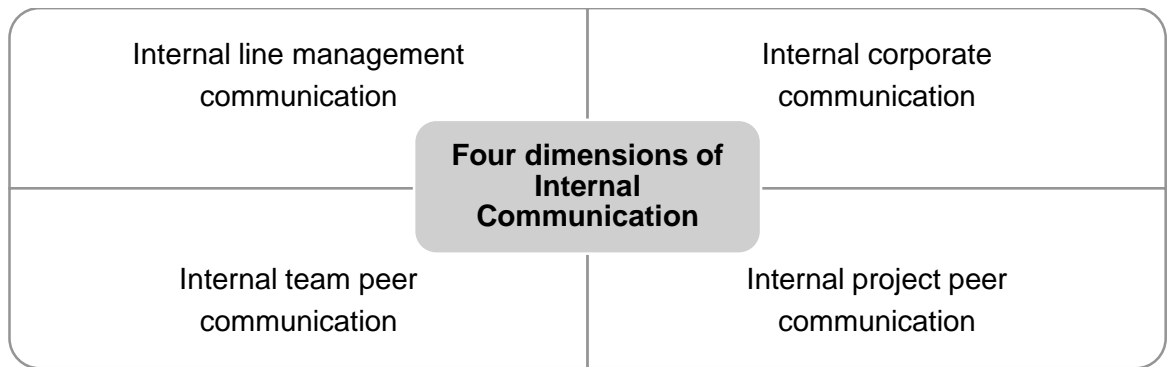 Internal line management
communication
Internal corporate
communication
Four dimensions of
Internal
Communication
Internal team peer
communication
Internal project peer
communication